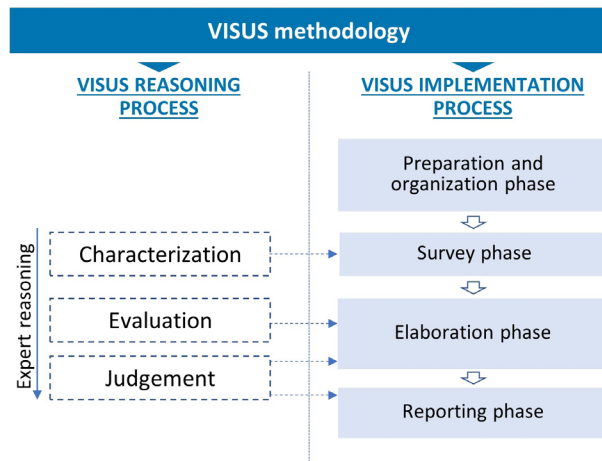 VISUS methodology
VISUS REASONING
PROCESS
VISUS IMPLEMENTATION
PROCESS
Preparation and
organization phase
Expert reasoning
Characterization
Survey phase
Evaluation
Elaboration phase
Judgement
Reporting phase